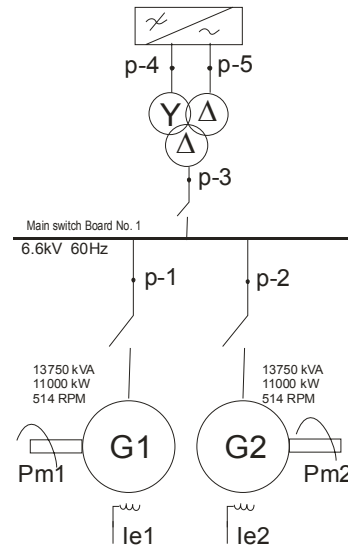 p-4 p-5
Y Δ
Δ
p-3
Main switch Board No. 1
6.6kV 60Hz
p-1 p-2
13750 kVA 13750 kVA
11000 kW 11000 kW
514 RPM 514 RPM
G1 G2
Pm1 Pm2
Ie1 Ie2